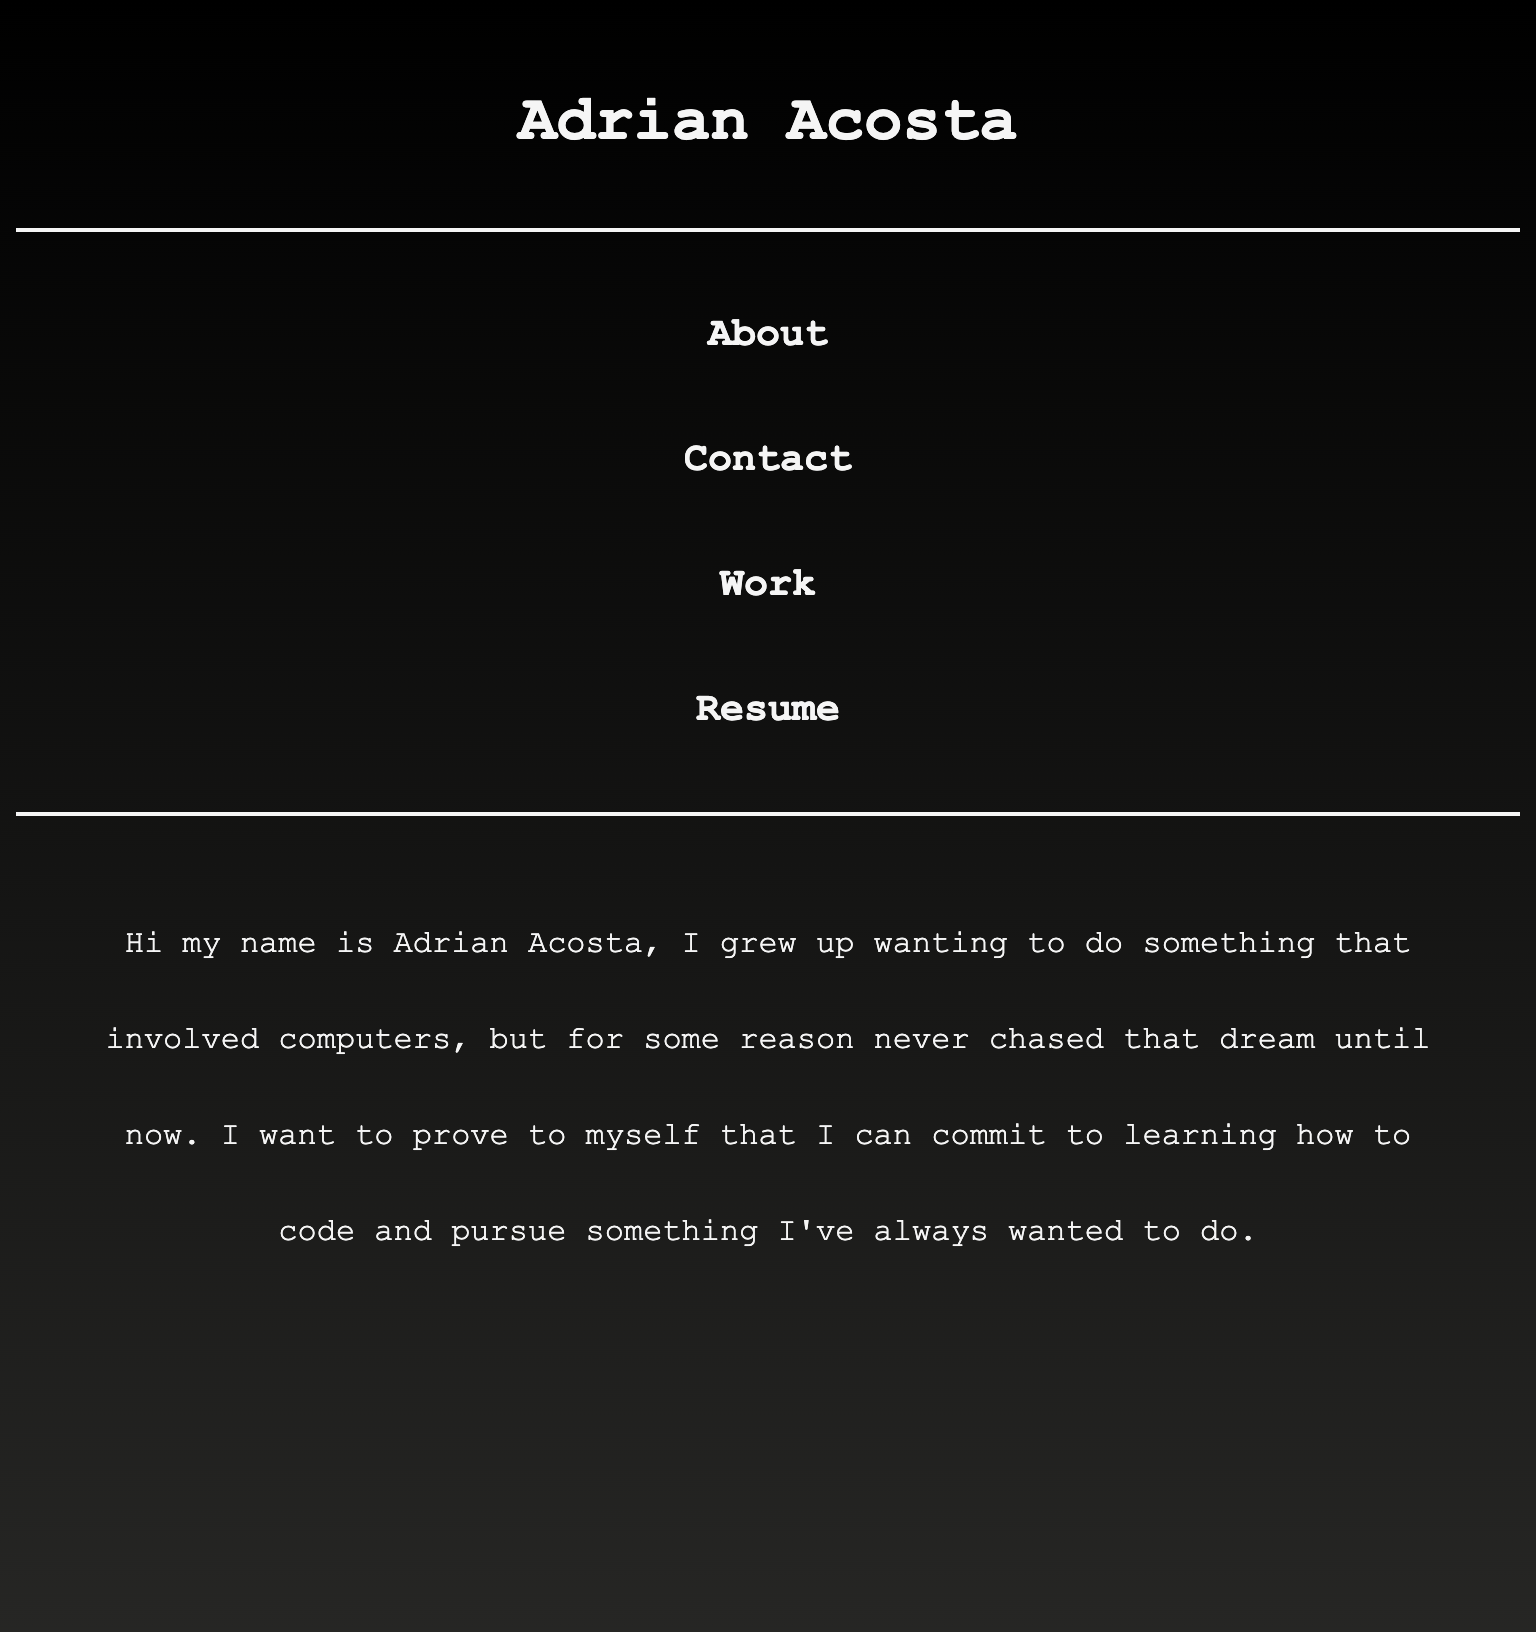 Adrian Acosta
About
Contact
Work
Resume
Hi my name is Adrian Acosta, I grew up wanting to do something that
involved computers, but for some reason never chased that dream until
now. I want to prove to myself that I can commit to learning how to
code and pursue something I've always wanted to do.